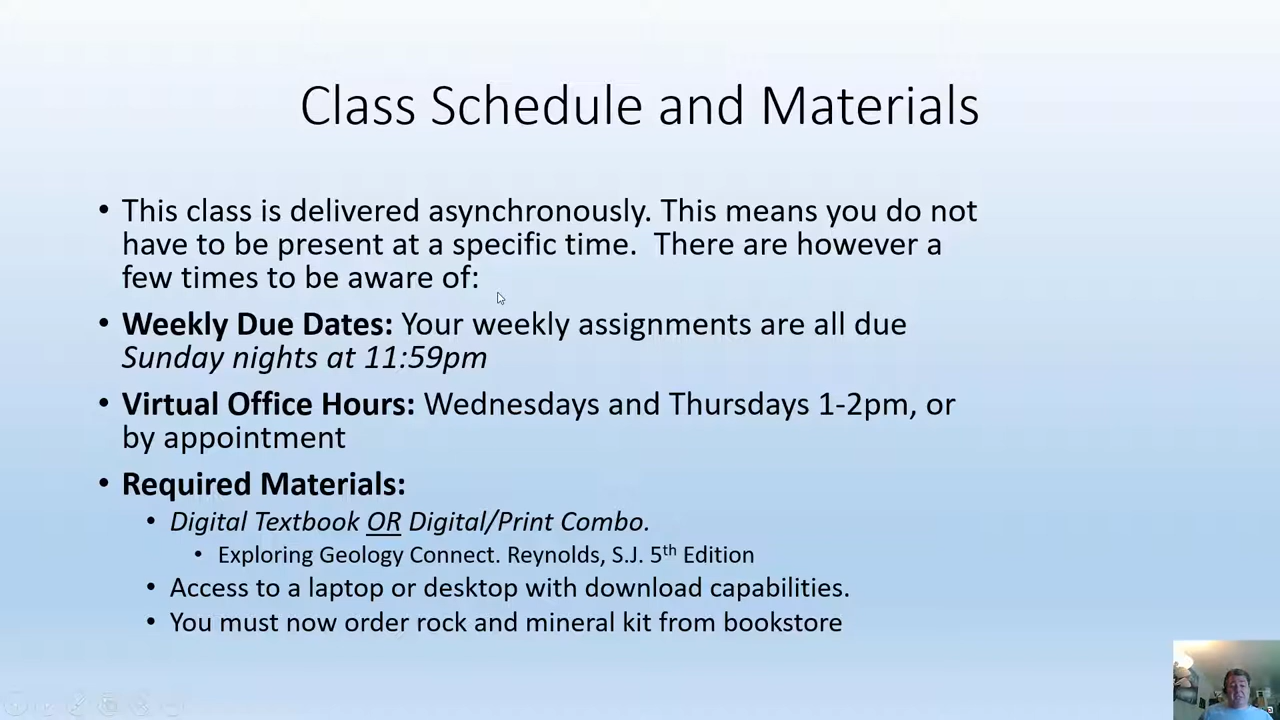 Class Schedule and Materials
• This class is delivered asynchronously. This means you do not
have to be present at a specific time.  There are however a
few times to be aware of:
• Weekly Due Dates: Your weekly assignments are all due
Sunday nights at 11:59pm
• Virtual Office Hours: Wednesdays and Thursdays 1-2pm, or
by appointment
• Required Materials:
• Digital Textbook OR Digital/Print Combo.
• Exploring Geology Connect. Reynolds, S.J. 5th Edition
• Access to a laptop or desktop with download capabilities.
• You must now order rock and mineral kit from bookstore